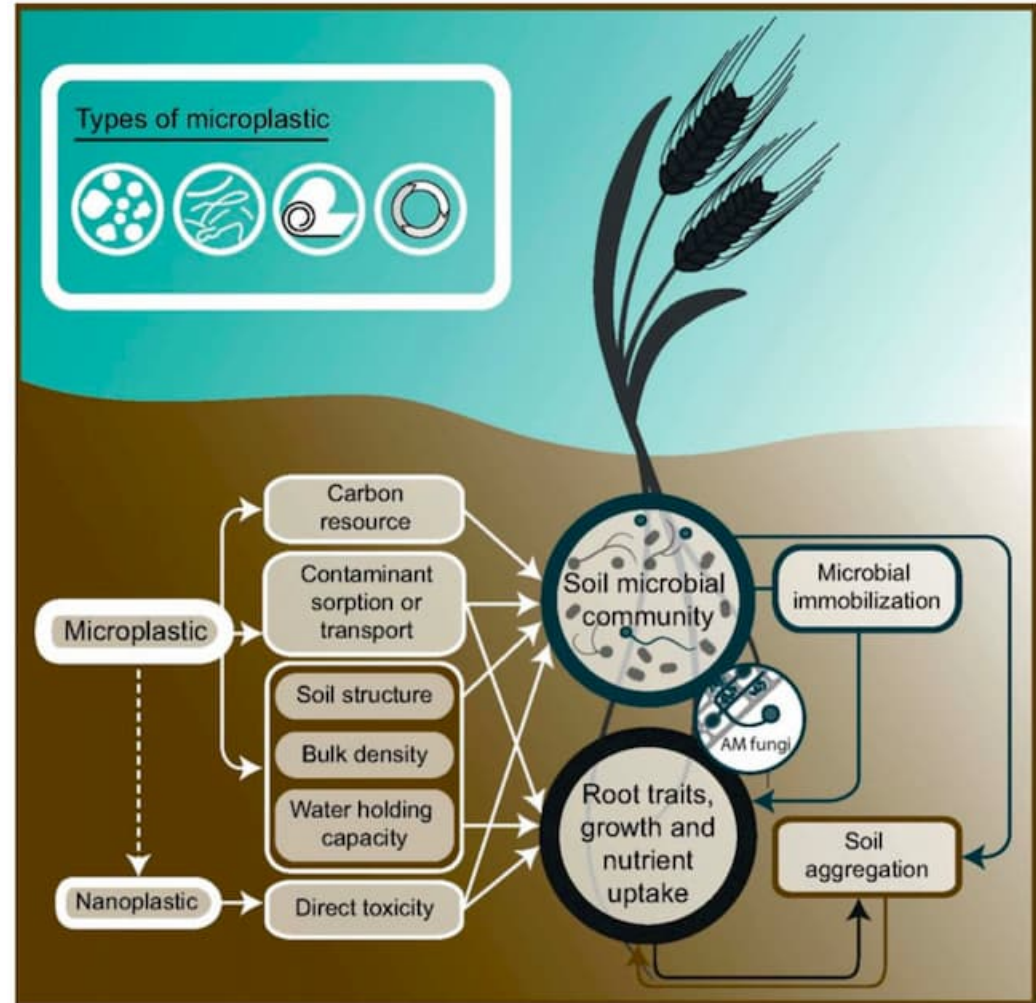 Types of microplastic
Carbon
resource
Contaminant
sorption or
transport
Microplastic
Soil structure
Bulk density
Water holding
capacity
Nanoplastic
Direct toxicity
Soil microbial
community
Microbial
immobilization
AM fungi
Root traits,
growth and
nutrient
uptake
Soil
aggregation